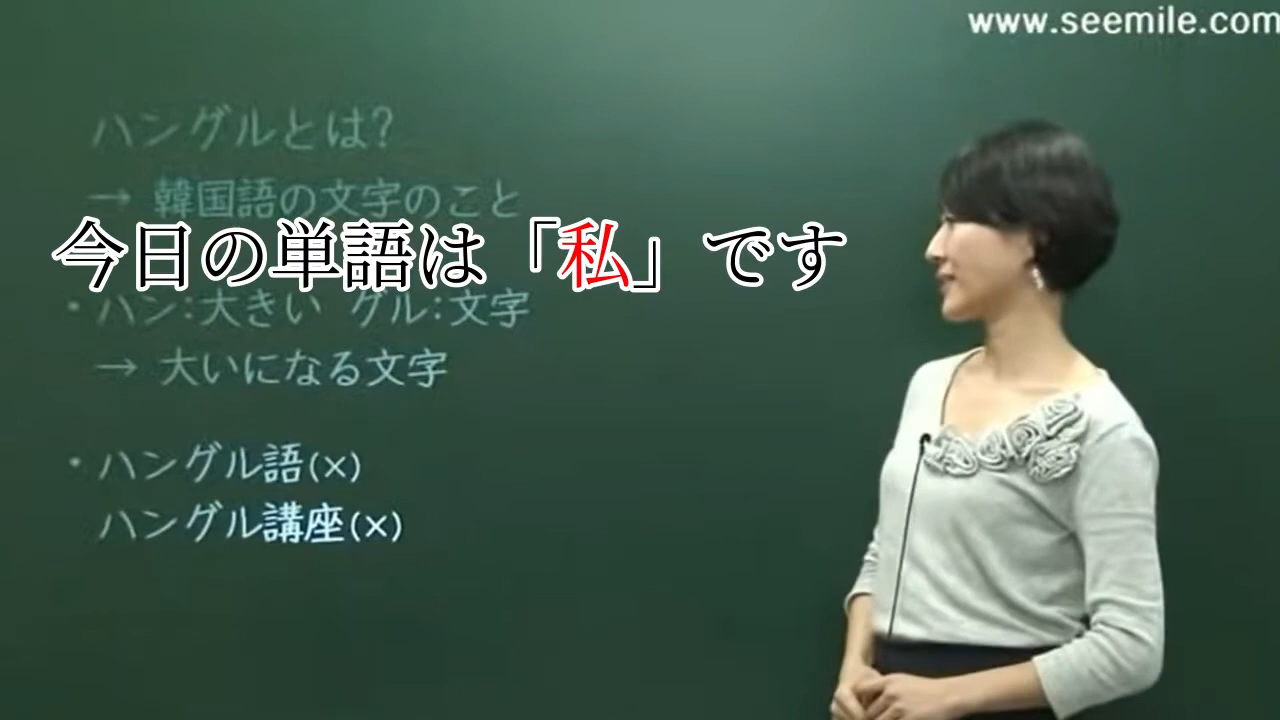 www.seemile.com
ハングルとは?
→ 韓国語の文字のこと
今日の単語は「私」です
・ハン:大きい グル:文字
→ 大いになる文字
・ハングル語(×)
ハングル講座(×)